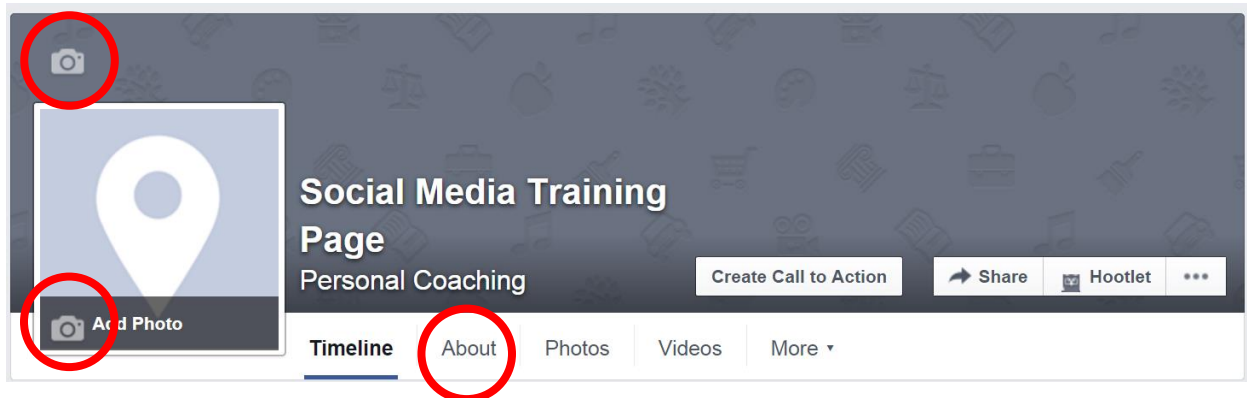 Social Media Training
Page
Personal Coaching
Create Call to Action
Share
Hootlet
Add Photo
Timeline
About
Photos
Videos
More